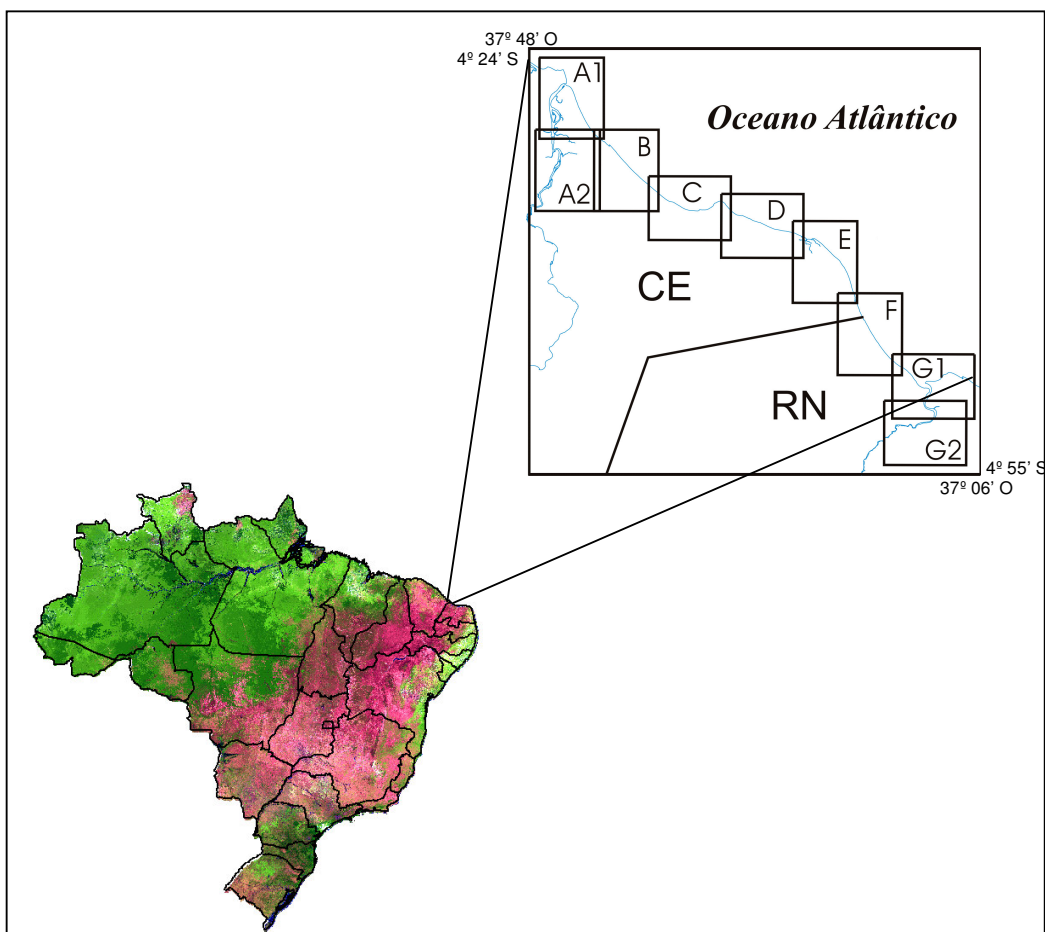 37º 48' O
4º 24' S
A1
Oceano Atlântico
B
A2
C
D
E
CE
F
G1
RN
G2
4º 55' S
37º 06' O